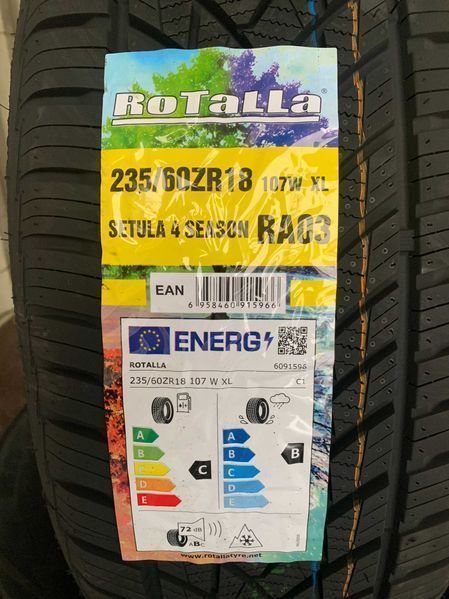 RoTalla®
235/60ZR18 107W XL
SETULA 4 SEASON RA03
EAN
6 958460 915966
ENERG
ROTALLA 6091596
235/60ZR18 107 W XL C1
A A
B B B
C C C
D D
E E
72 dB
ABC
www.rotallatyre.net